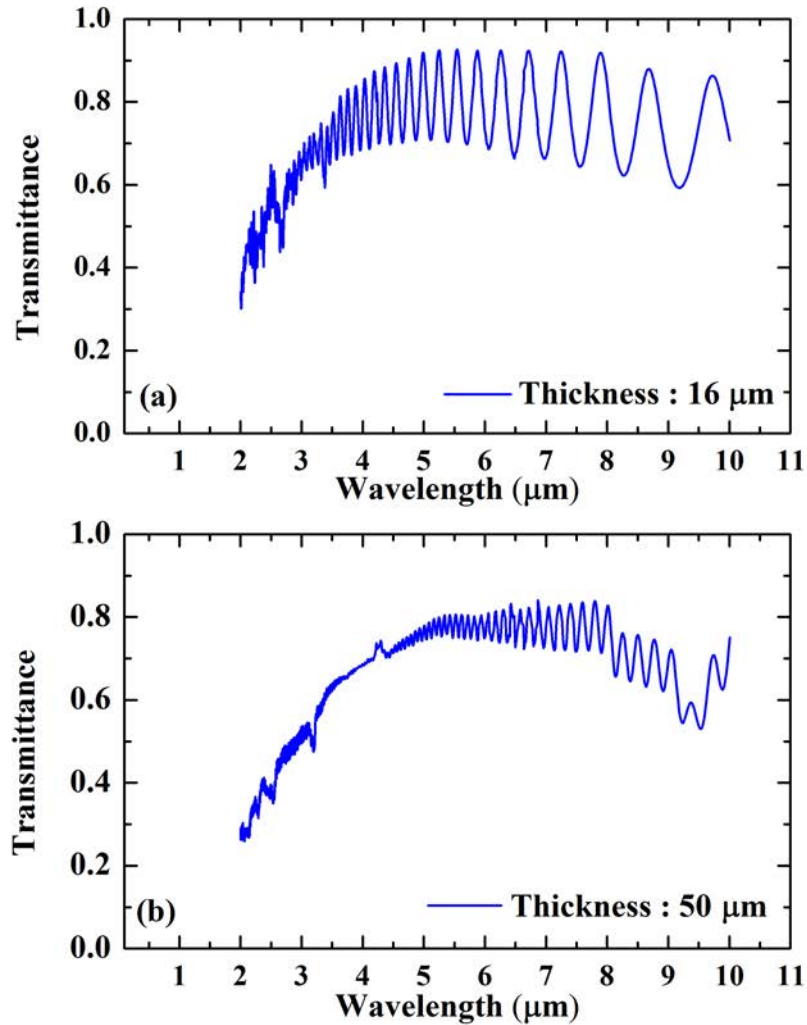 1.0
0.8
0.6
0.4
0.2
0.0
Transmittance
(a)
Thickness : 16 μm
1 2 3 4 5 6 7 8 9 10 11
Wavelength (μm)
1.0
0.8
0.6
0.4
0.2
0.0
Transmittance
(b)
Thickness : 50 μm
1 2 3 4 5 6 7 8 9 10 11
Wavelength (μm)